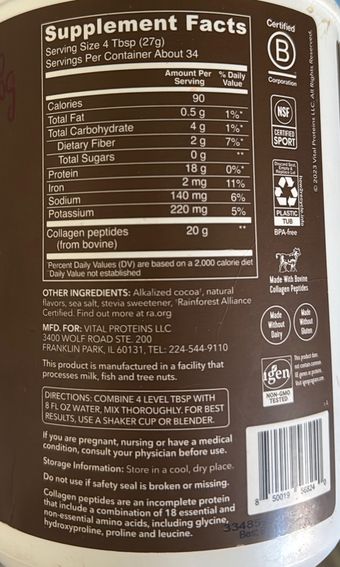 Supplement Facts
Serving Size 4 Tbsp (27g)
Servings Per Container About 34
Amount Per Serving % Daily Value
Calories 90
Total Fat 0.5 g 1%*
Total Carbohydrate 4 g 1%*
Dietary Fiber 2 g 7%*
Total Sugars 0 g **
Protein 18 g 0%*
Iron 2 mg 11%
Sodium 140 mg 6%
Potassium 220 mg 5%
Collagen peptides 20 g **
(from bovine)
*Percent Daily Values (DV) are based on a 2,000 calorie diet
**Daily Value not established
OTHER INGREDIENTS: Alkalized cocoa†, natural
flavors, sea salt, stevia sweetener, †Rainforest Alliance
Certified. Find out more at ra.org
MFD. FOR: VITAL PROTEINS LLC
3400 WOLF ROAD STE. 200
FRANKLIN PARK, IL 60131, TEL: 224-544-9110
This product is manufactured in a facility that
processes milk, fish and tree nuts.
DIRECTIONS: COMBINE 4 LEVEL TBSP WITH
8 FL OZ WATER, MIX THOROUGHLY. FOR BEST
RESULTS, USE A SHAKER CUP OR BLENDER.
If you are pregnant, nursing or have a medical
condition, consult your physician before use.
Storage Information: Store in a cool, dry place.
Do not use if safety seal is broken or missing.
Collagen peptides are an incomplete protein
that include a combination of 18 essential and
non-essential amino acids, including glycine,
hydroxyproline, proline and leucine.
Certified
B
Corporation
NSF
CERTIFIED
SPORT
© 2023 Vital Proteins LLC. All Rights Reserved.
how2recycle.info
PLASTIC
TUB
BPA-free
Made With Bovine
Collagen Peptides
Made
Without
Dairy
Made
Without
Gluten
igen
NON-GMO
TESTED
8 50019 56824 0